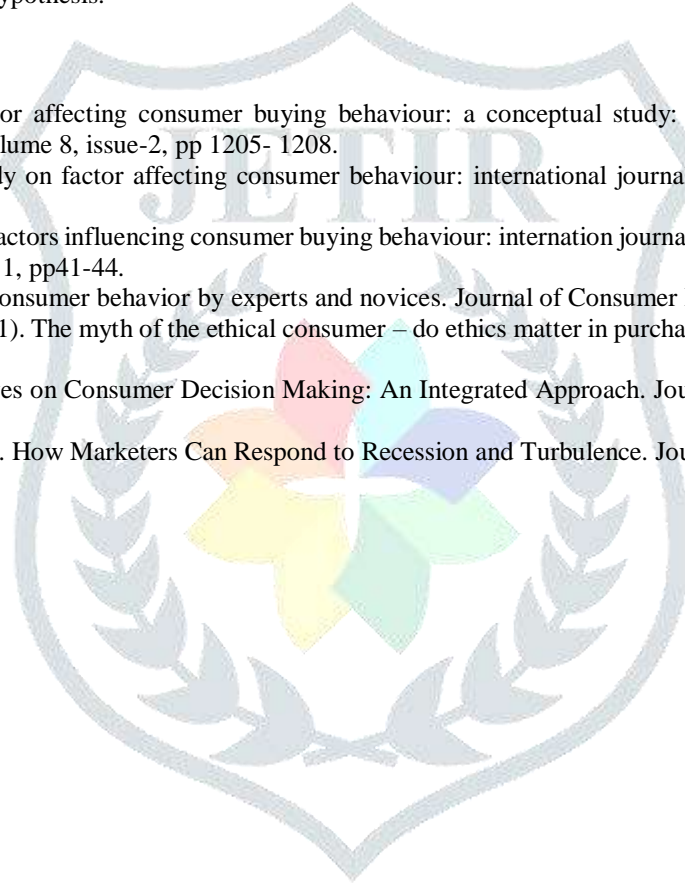 ypothesis.
JETIR
or affecting consumer buying behaviour: a conceptual study:
lume 8, issue-2, pp 1205- 1208.
ly on factor affecting consumer behaviour: international journa
actors influencing consumer buying behaviour: internation journa
1, pp41-44.
onsumer behavior by experts and novices. Journal of Consumer
1). The myth of the ethical consumer – do ethics matter in purcha
es on Consumer Decision Making: An Integrated Approach. Jou
. How Marketers Can Respond to Recession and Turbulence. Jou